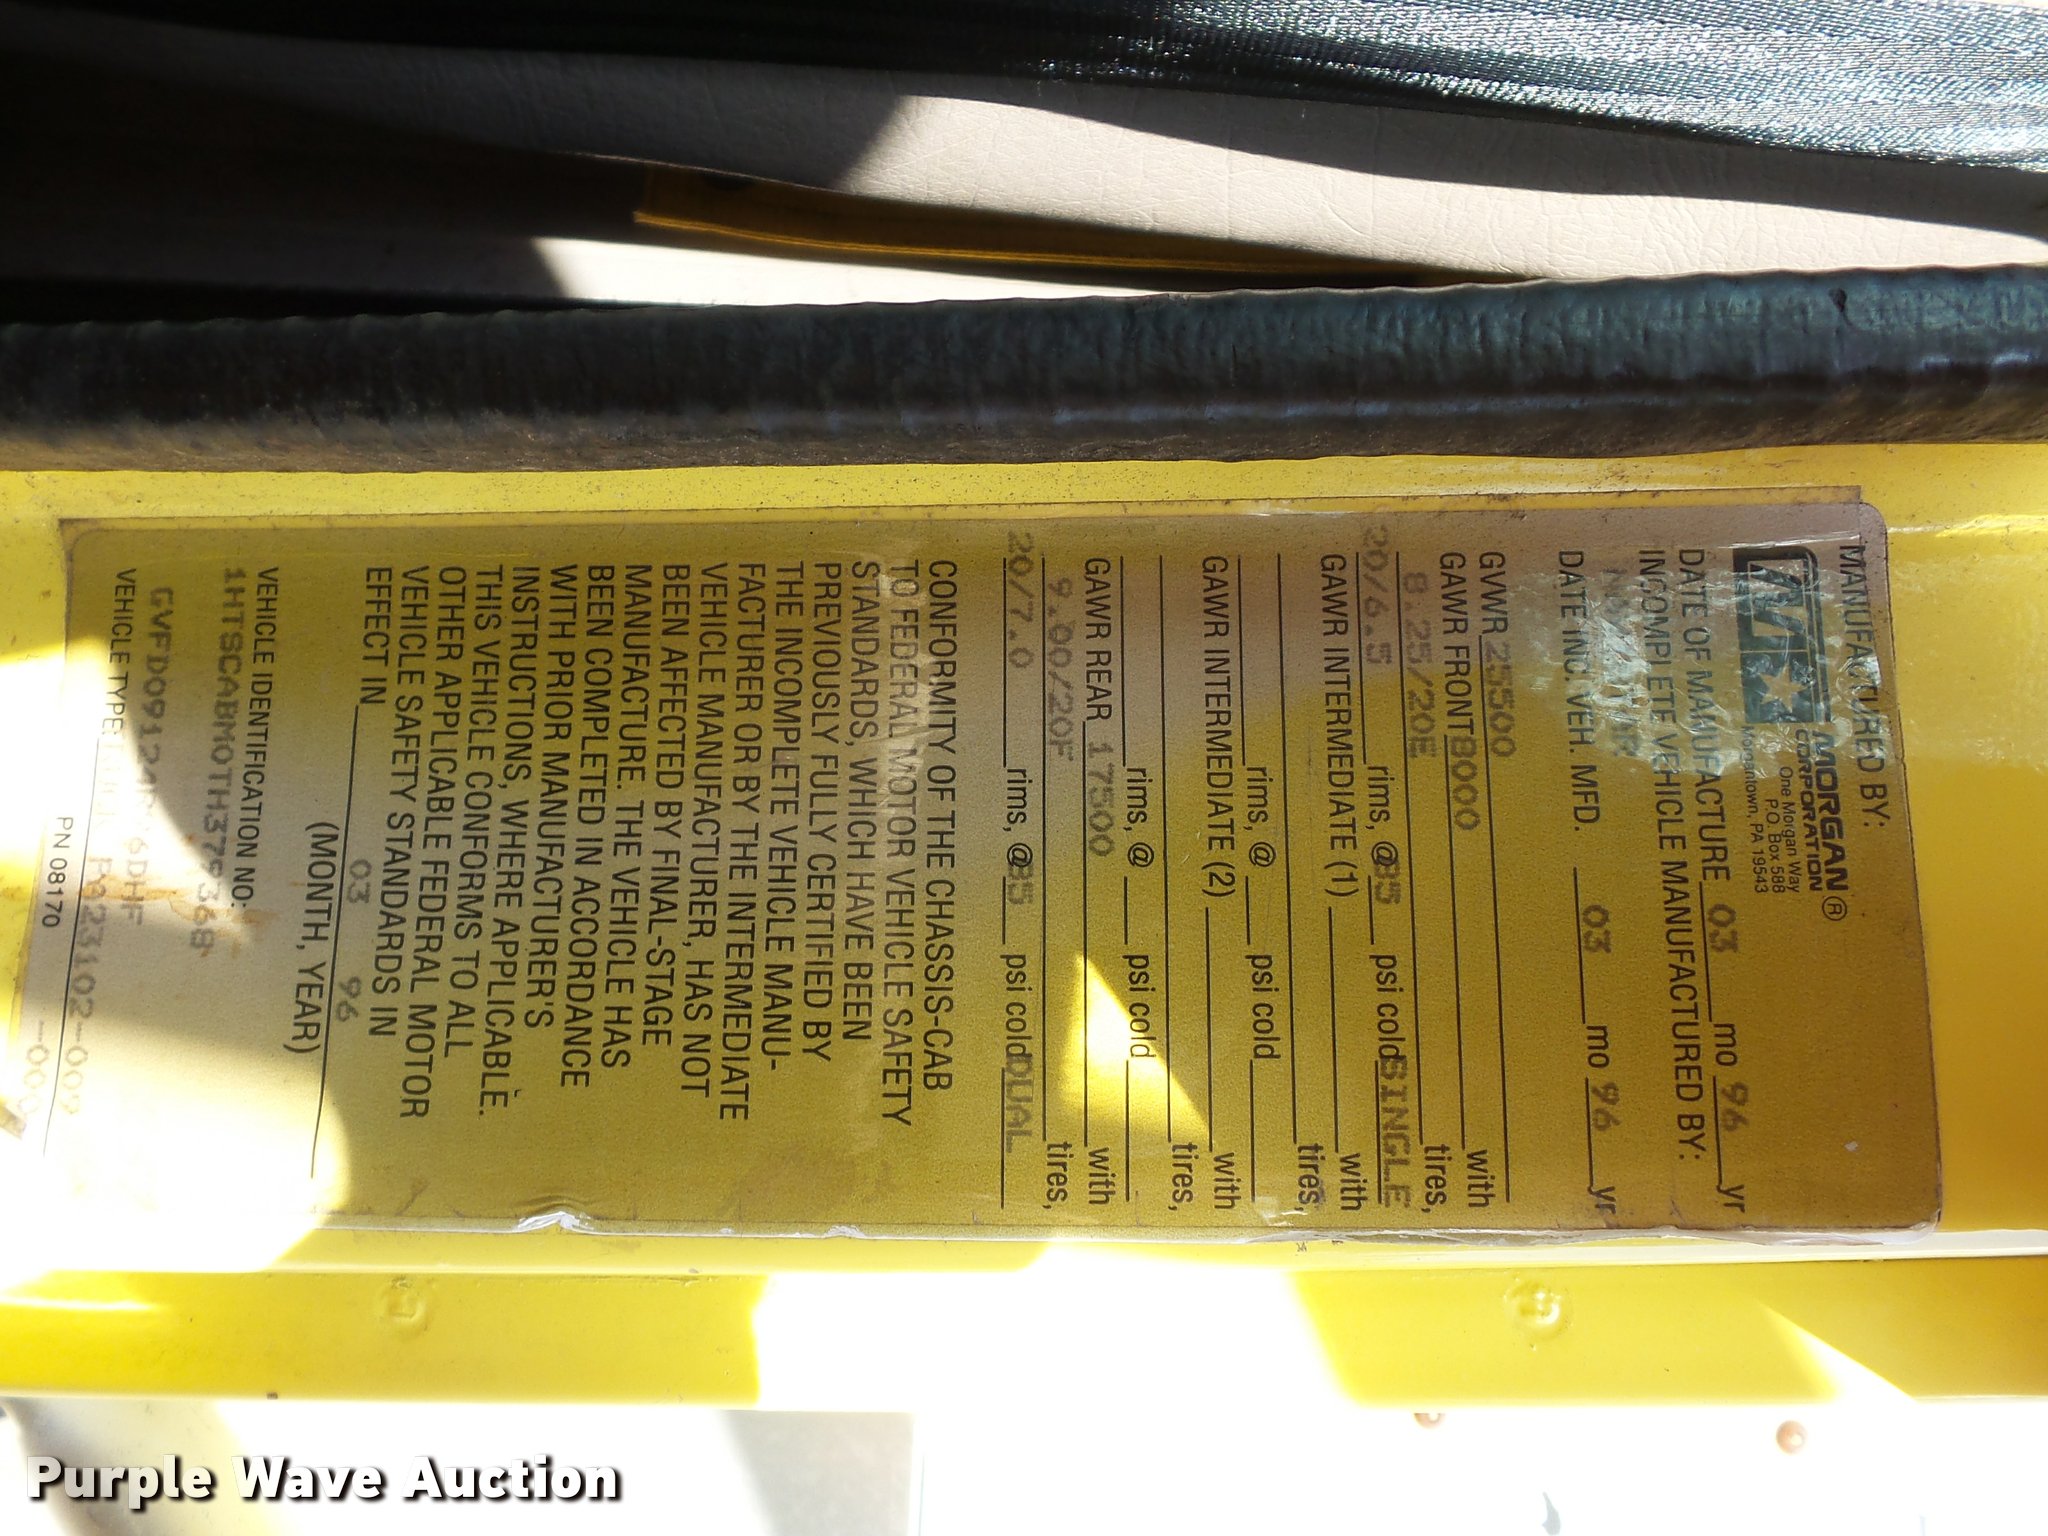 MANUFACTURED BY:
MORGAN®
CORPORATION
One Morgan Way
P.O. Box 588
Morgantown, PA 19543
DATE OF MANUFACTURE 03 mo 96 yr
INCOMPLETE VEHICLE MANUFACTURED BY:
DATE INC. VEH. MFD. 03 mo 96 yr
GVWR 25500
GAWR FRONT 8000 with
8.25/20E tires,
20/6.5 rims, @ 85 psi cold SINGLE
GAWR INTERMEDIATE (1) with
tires,
rims, @ psi cold
GAWR INTERMEDIATE (2) with
tires,
rims, @ psi cold
GAWR REAR 17500 with
9.00/20F tires,
20/7.0 rims, @ 85 psi cold DUAL
CONFORMITY OF THE CHASSIS-CAB
TO FEDERAL MOTOR VEHICLE SAFETY
STANDARDS, WHICH HAVE BEEN
PREVIOUSLY FULLY CERTIFIED BY
THE INCOMPLETE VEHICLE MANU-
FACTURER OR BY THE INTERMEDIATE
VEHICLE MANUFACTURER, HAS NOT
BEEN AFFECTED BY FINAL-STAGE
MANUFACTURE. THE VEHICLE HAS
BEEN COMPLETED IN ACCORDANCE
WITH PRIOR MANUFACTURER'S
INSTRUCTIONS, WHERE APPLICABLE.
THIS VEHICLE CONFORMS TO ALL
OTHER APPLICABLE FEDERAL MOTOR
VEHICLE SAFETY STANDARDS IN
EFFECT IN 03 96
(MONTH, YEAR)
VEHICLE IDENTIFICATION NO:
VEHICLE TYPE
PN 08170
Purple Wave Auction